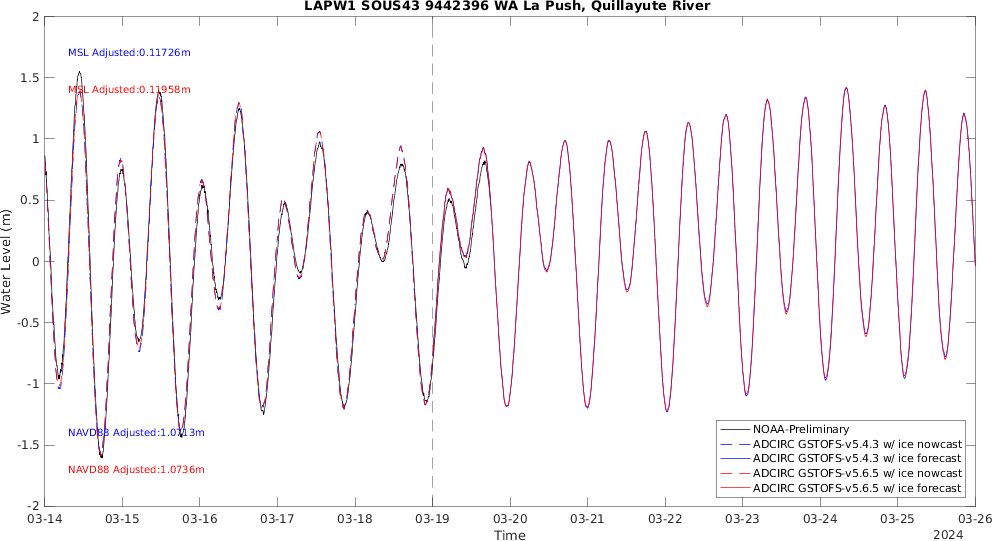 LAPW1 SOUS43 9442396 WA La Push, Quillayute River
2
1.5
1
0.5
0
-0.5
-1
-1.5
-2
Water Level (m)
MSL Adjusted:0.11726m
MSL Adjusted:0.11958m
NAVD88 Adjusted:1.0713m
NAVD88 Adjusted:1.0736m
NOAA-Preliminary
ADCIRC GSTOFS-v5.4.3 w/ ice nowcast
ADCIRC GSTOFS-v5.4.3 w/ ice forecast
ADCIRC GSTOFS-v5.6.5 w/ ice nowcast
ADCIRC GSTOFS-v5.6.5 w/ ice forecast
03-14 03-15 03-16 03-17 03-18 03-19 03-20 03-21 03-22 03-23 03-24 03-25 03-26
Time
2024